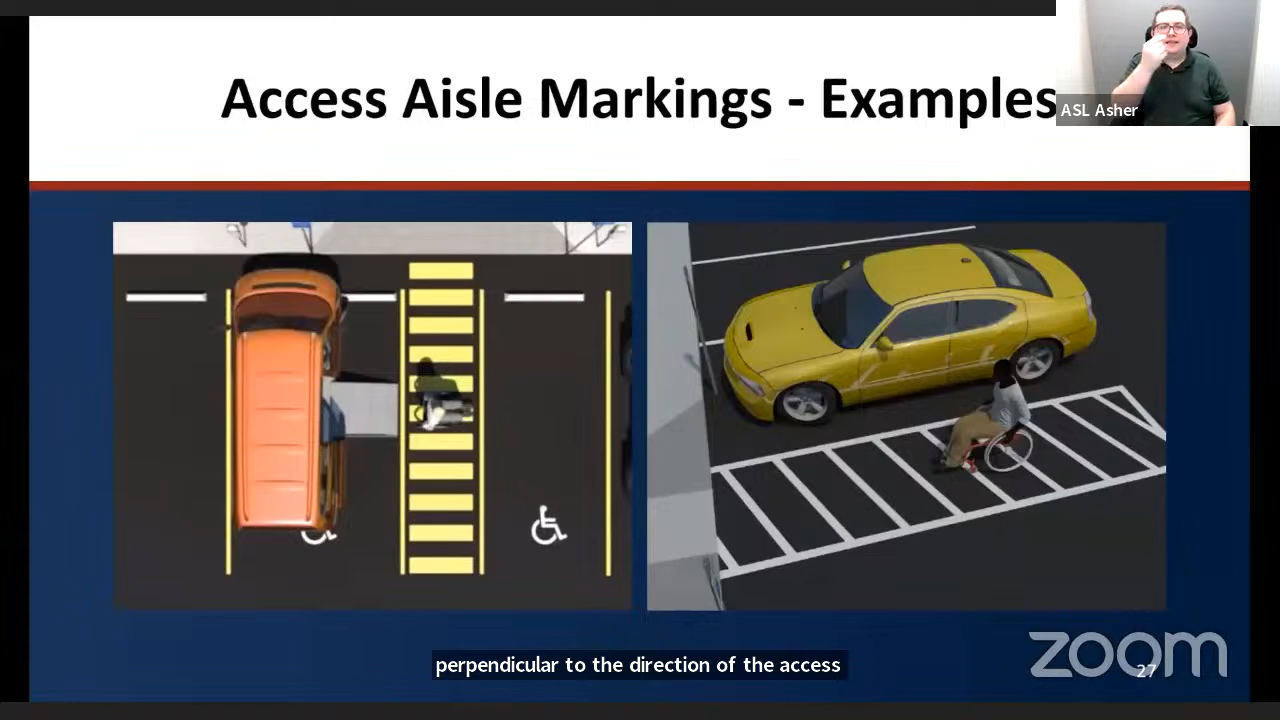 Access Aisle Markings - Examples
ASL Asher
perpendicular to the direction of the access
zoom
27